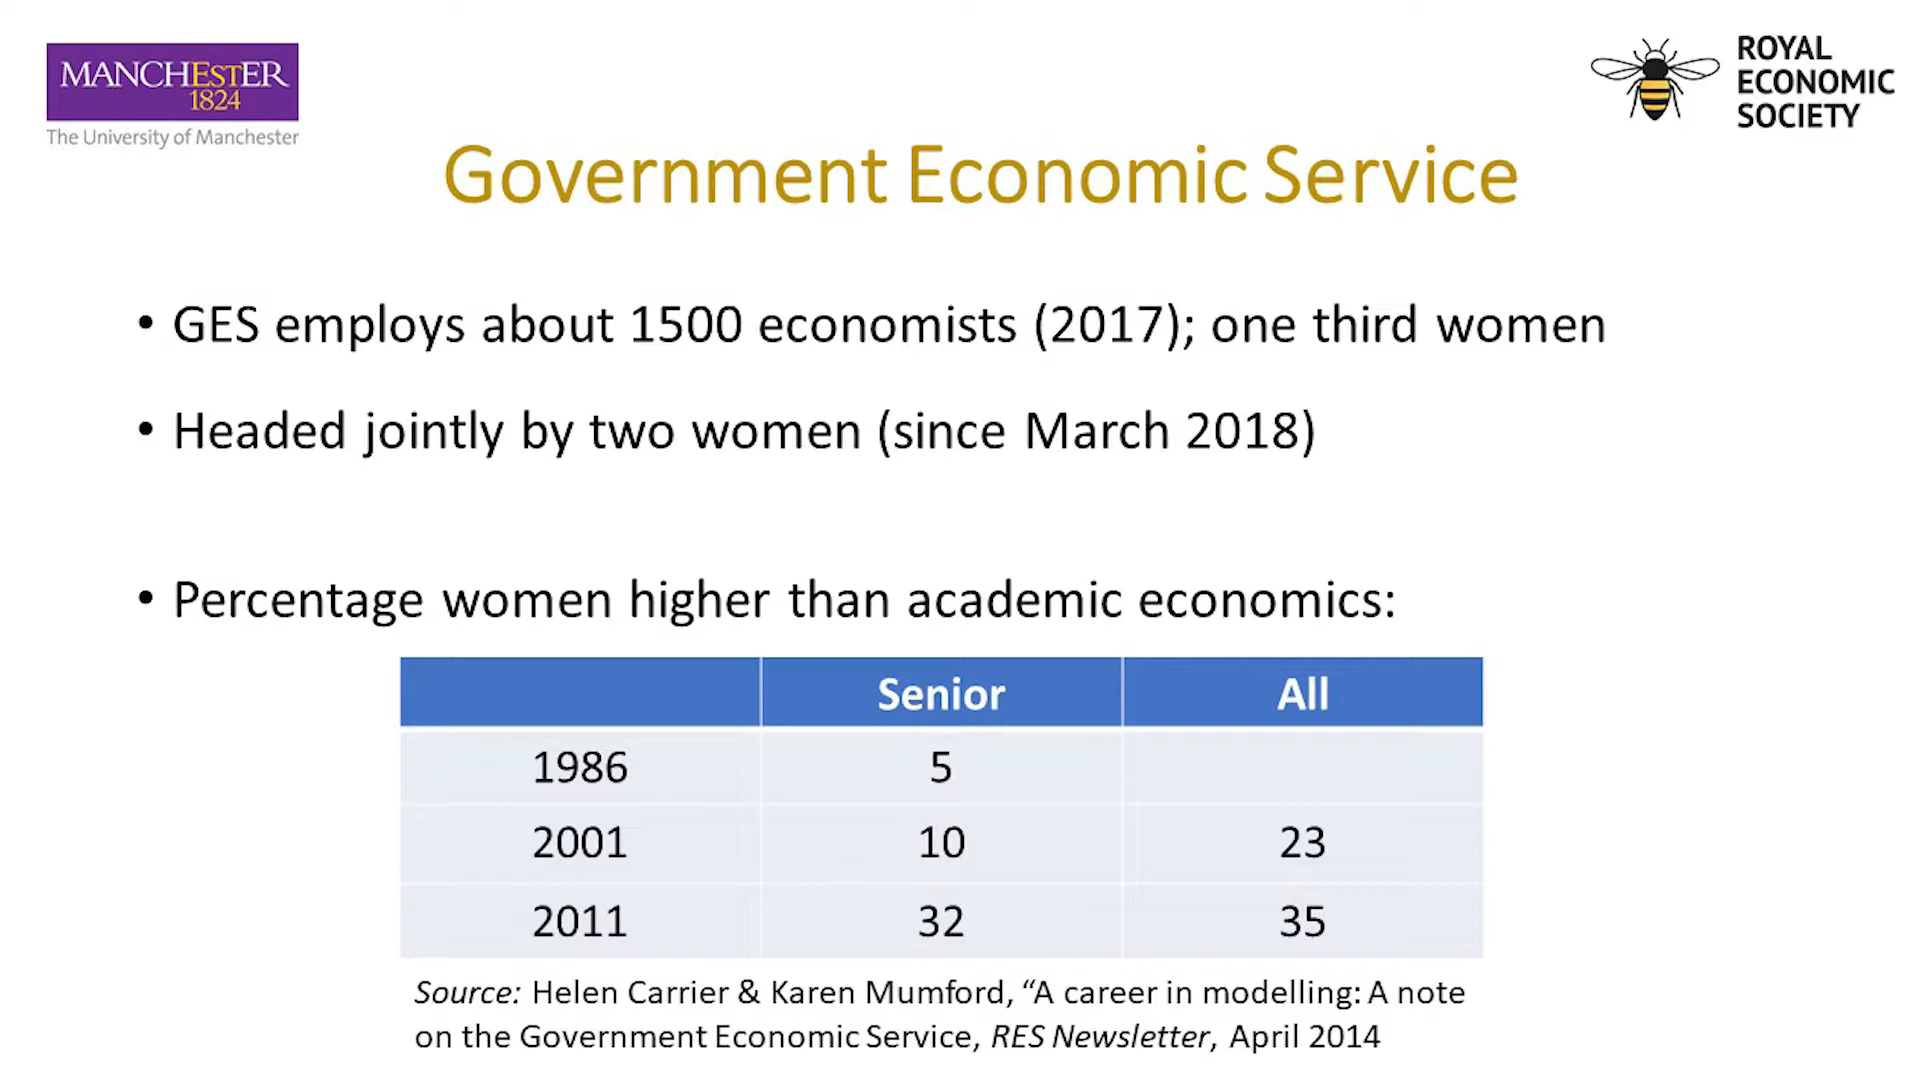 MANCHESTER
1824
The University of Manchester
ROYAL
ECONOMIC
SOCIETY
Government Economic Service
• GES employs about 1500 economists (2017); one third women
• Headed jointly by two women (since March 2018)
• Percentage women higher than academic economics:
Senior All
1986 5
2001 10 23
2011 32 35
Source: Helen Carrier & Karen Mumford, “A career in modelling: A note
on the Government Economic Service, RES Newsletter, April 2014